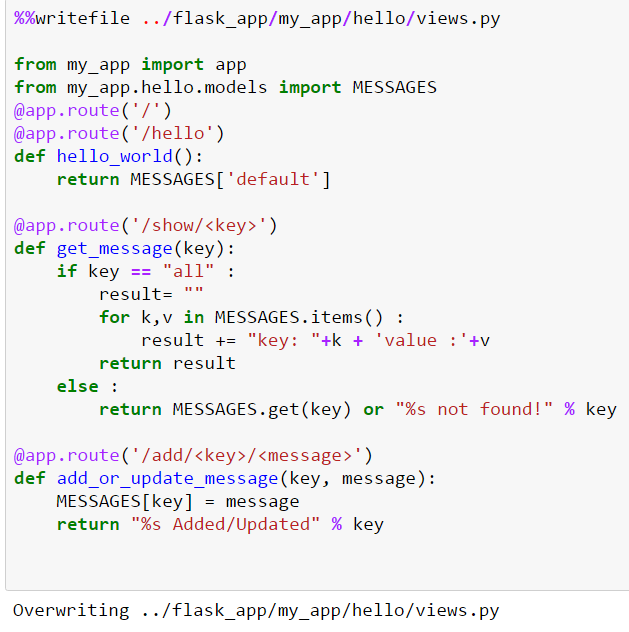 %%writefile ../flask_app/my_app/hello/views.py

from my_app import app
from my_app.hello.models import MESSAGES
@app.route('/')
@app.route('/hello')
def hello_world():
    return MESSAGES['default']

@app.route('/show/<key>')
def get_message(key):
    if key == "all" :
        result= ""
        for k,v in MESSAGES.items() :
            result += "key: "+k + 'value :'+v
        return result
    else :
        return MESSAGES.get(key) or "%s not found!" % key

@app.route('/add/<key>/<message>')
def add_or_update_message(key, message):
    MESSAGES[key] = message
    return "%s Added/Updated" % key

Overwriting ../flask_app/my_app/hello/views.py